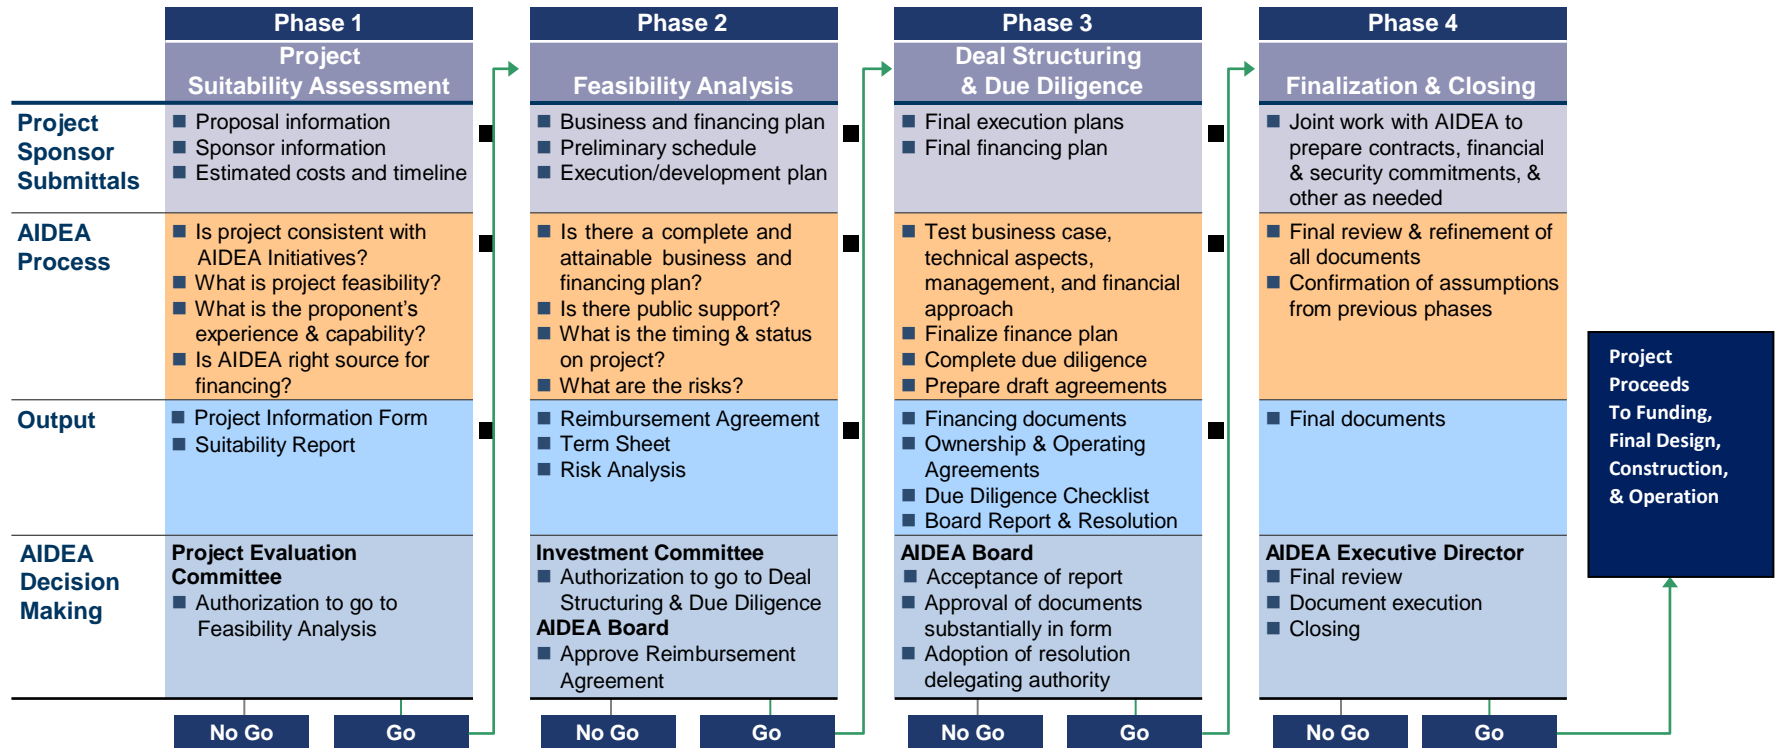 Phase 1
Phase 2
Phase 3
Phase 4
Project
Suitability Assessment
Feasibility Analysis
Deal Structuring
& Due Diligence
Finalization & Closing
Project
Sponsor
Submittals
Proposal information
Sponsor information
Estimated costs and timeline
Business and financing plan
Preliminary schedule
Execution/development plan
Final execution plans
Final financing plan
Joint work with AIDEA to
prepare contracts, financial
& security commitments, &
other as needed
AIDEA
Process
Is project consistent with
AIDEA Initiatives?
What is project feasibility?
What is the proponent's
experience & capability?
Is AIDEA right source for
financing?
Is there a complete and
attainable business and
financing plan?
Is there public support?
What is the timing & status
on project?
What are the risks?
Test business case,
technical aspects,
management, and financial
approach
Finalize finance plan
Complete due diligence
Prepare draft agreements
Final review & refinement of
all documents
Confirmation of assumptions
from previous phases
Output
Project Information Form
Suitability Report
Reimbursement Agreement
Term Sheet
Risk Analysis
Financing documents
Ownership & Operating
Agreements
Due Diligence Checklist
Board Report & Resolution
Final documents
AIDEA
Decision
Making
Project Evaluation
Committee
Authorization to go to
Feasibility Analysis
Investment Committee
Authorization to go to Deal
Structuring & Due Diligence
AIDEA Board
Approve Reimbursement
Agreement
AIDEA Board
Acceptance of report
Approval of documents
substantially in form
Adoption of resolution
delegating authority
AIDEA Executive Director
Final review
Document execution
Closing
No Go
Go
No Go
Go
No Go
Go
No Go
Go
Project
Proceeds
To Funding,
Final Design,
Construction,
& Operation